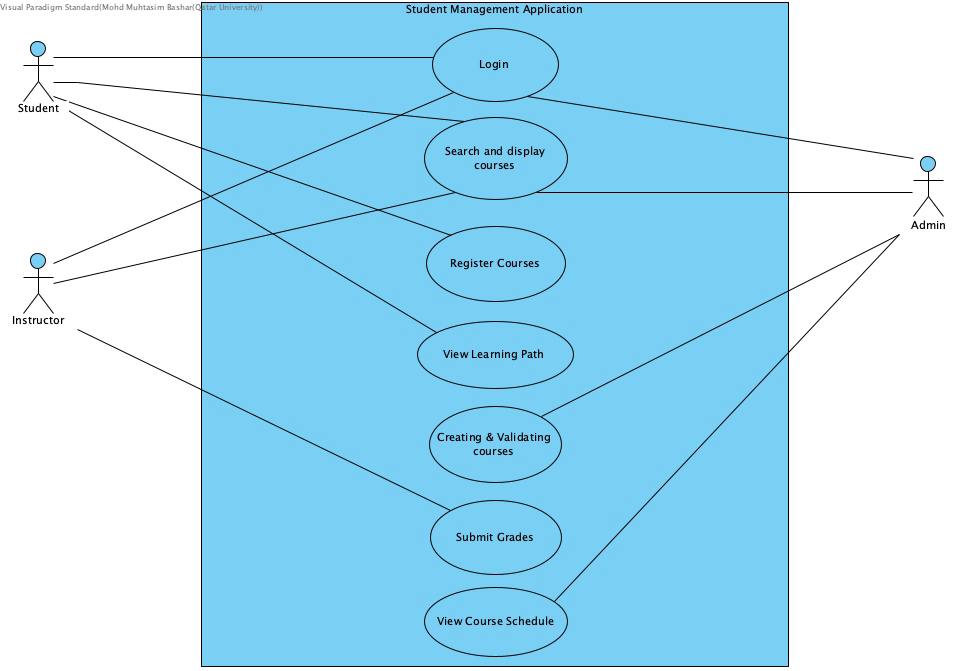 Visual Paradigm Standard(Mohd Muhtasim Bashar(Qatar University))
Student Management Application
Login
Student
Search and display
courses
Admin
Register Courses
Instructor
View Learning Path
Creating & Validating
courses
Submit Grades
View Course Schedule